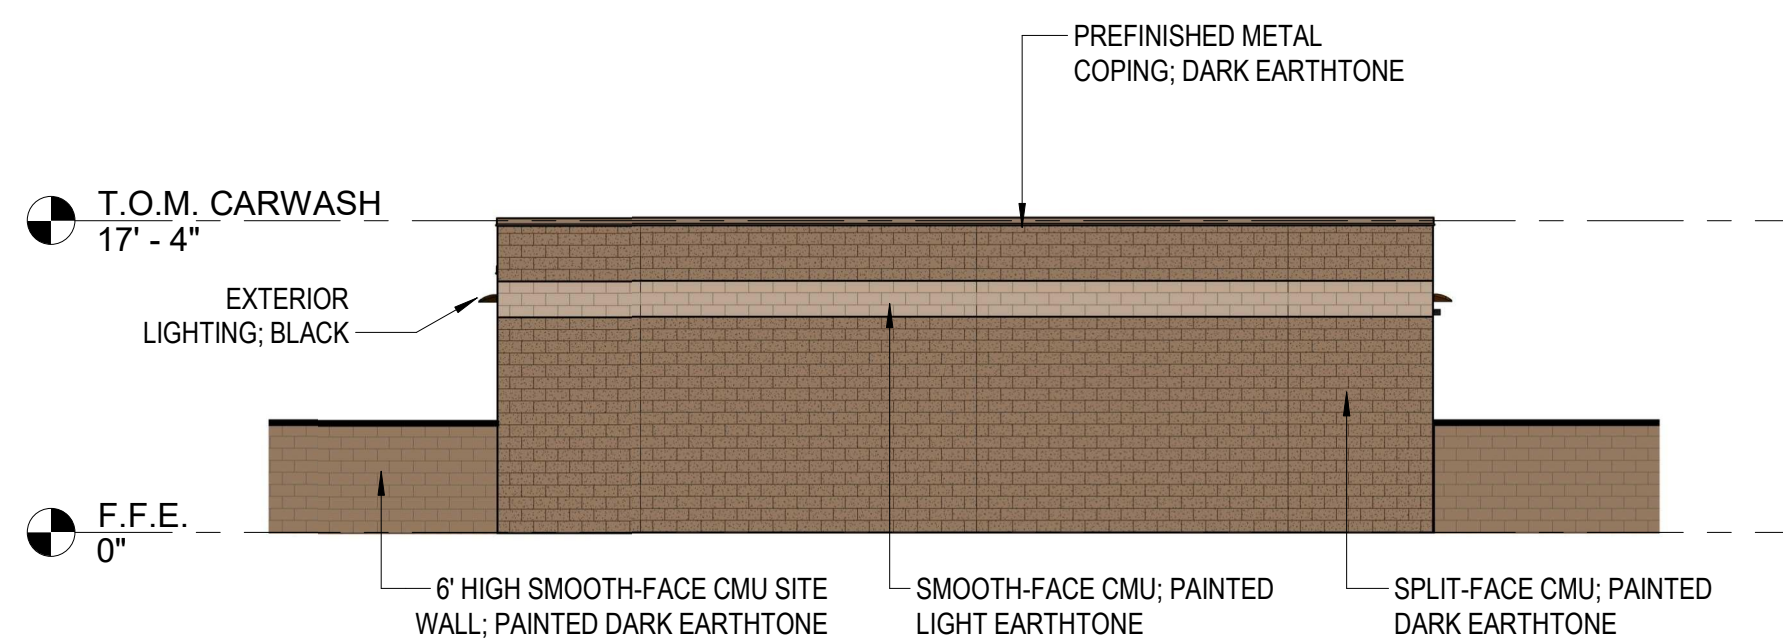 PREFINISHED METAL
COPING; DARK EARTHTONE
T.O.M. CARWASH
17' - 4"
EXTERIOR
LIGHTING; BLACK
F.F.E.
0"
6' HIGH SMOOTH-FACE CMU SITE
WALL; PAINTED DARK EARTHTONE
SMOOTH-FACE CMU; PAINTED
LIGHT EARTHTONE
SPLIT-FACE CMU; PAINTED
DARK EARTHTONE